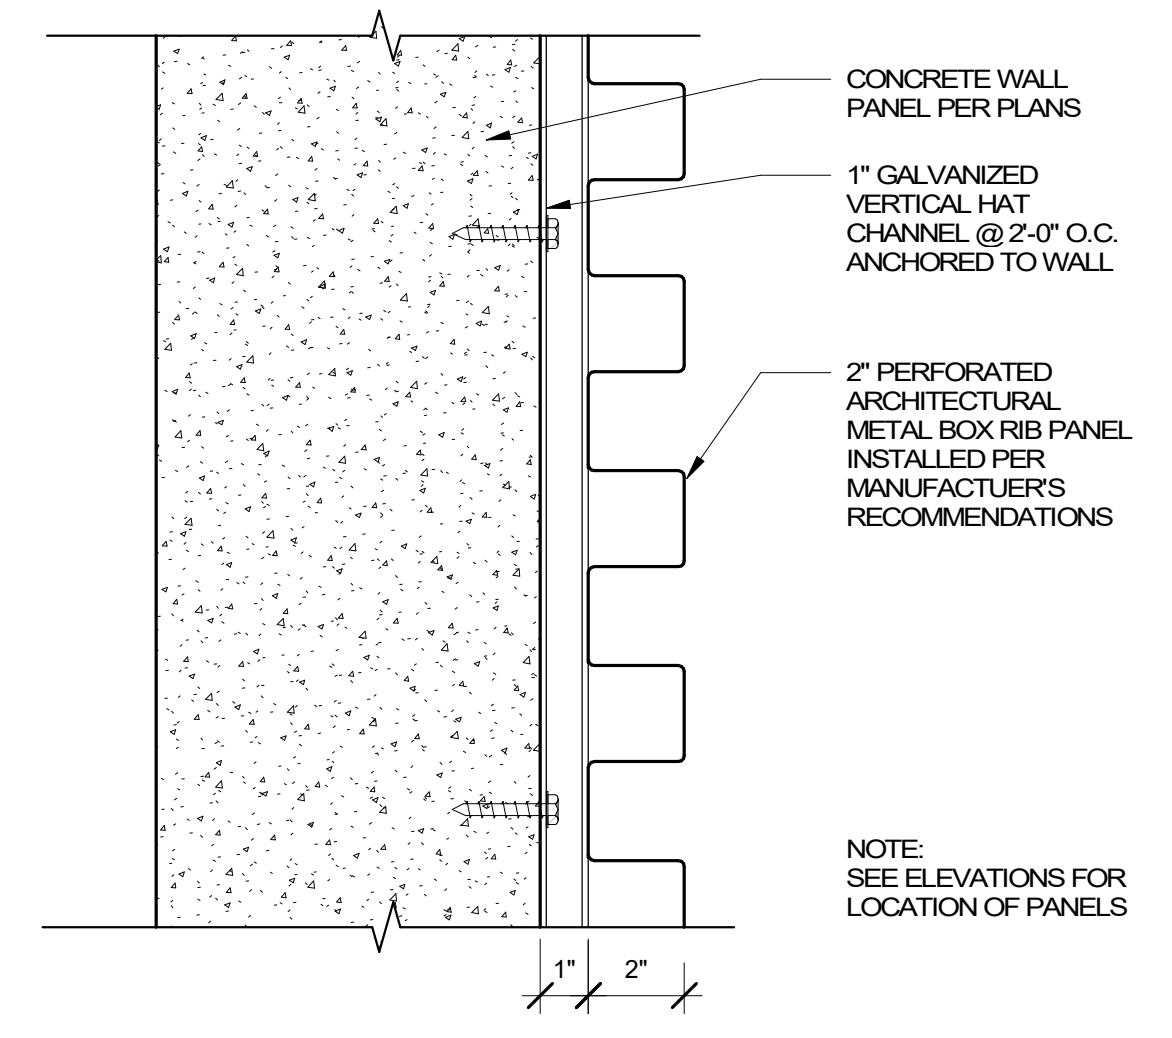 CONCRETE WALL
PANEL PER PLANS
1" GALVANIZED
VERTICAL HAT
CHANNEL @ 2'-0" O.C.
ANCHORED TO WALL
2" PERFORATED
ARCHITECTURAL
METAL BOX RIB PANEL
INSTALLED PER
MANUFACTUER'S
RECOMMENDATIONS
NOTE:
SEE ELEVATIONS FOR
LOCATION OF PANELS
1" 2"